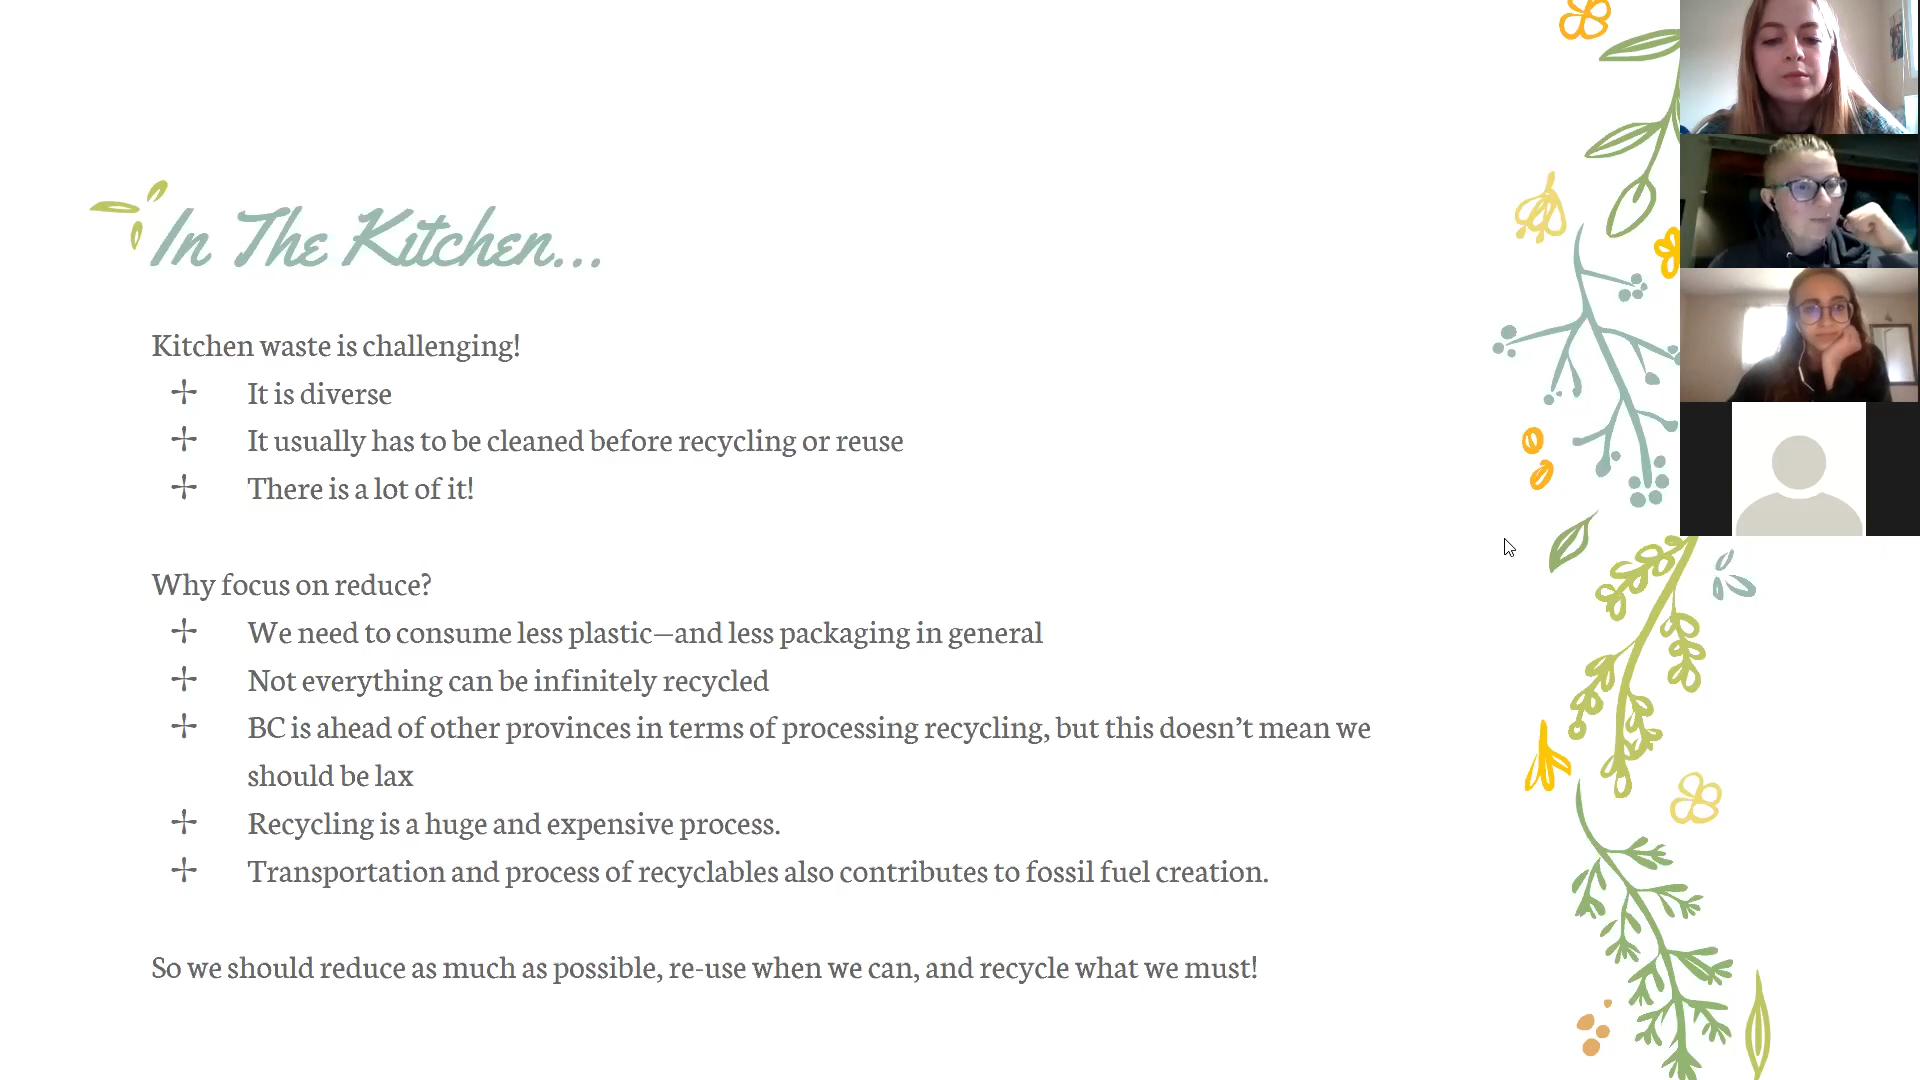 In The Kitchen...
Kitchen waste is challenging!
It is diverse
It usually has to be cleaned before recycling or reuse
There is a lot of it!
Why focus on reduce?
We need to consume less plastic—and less packaging in general
Not everything can be infinitely recycled
BC is ahead of other provinces in terms of processing recycling, but this doesn’t mean we
should be lax
Recycling is a huge and expensive process.
Transportation and process of recyclables also contributes to fossil fuel creation.
So we should reduce as much as possible, re-use when we can, and recycle what we must!